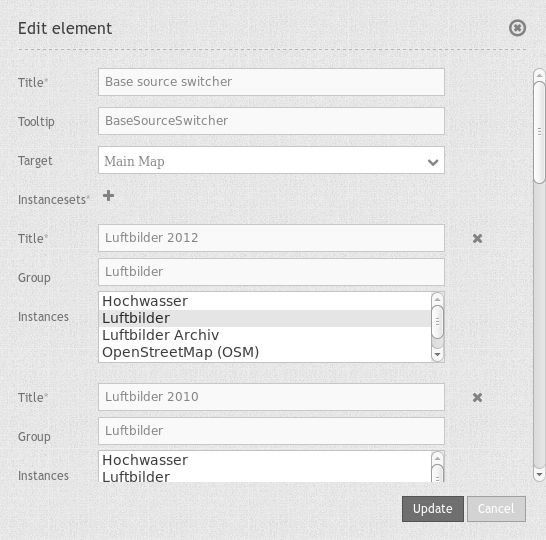 Edit element
Title* Base source switcher
Tooltip BaseSourceSwitcher
Target Main Map
Instancesets*
Title* Luftbilder 2012
Group Luftbilder
Instances
Hochwasser
Luftbilder
Luftbilder Archiv
OpenStreetMap (OSM)
Title* Luftbilder 2010
Group Luftbilder
Instances
Hochwasser
Luftbilder
Update Cancel